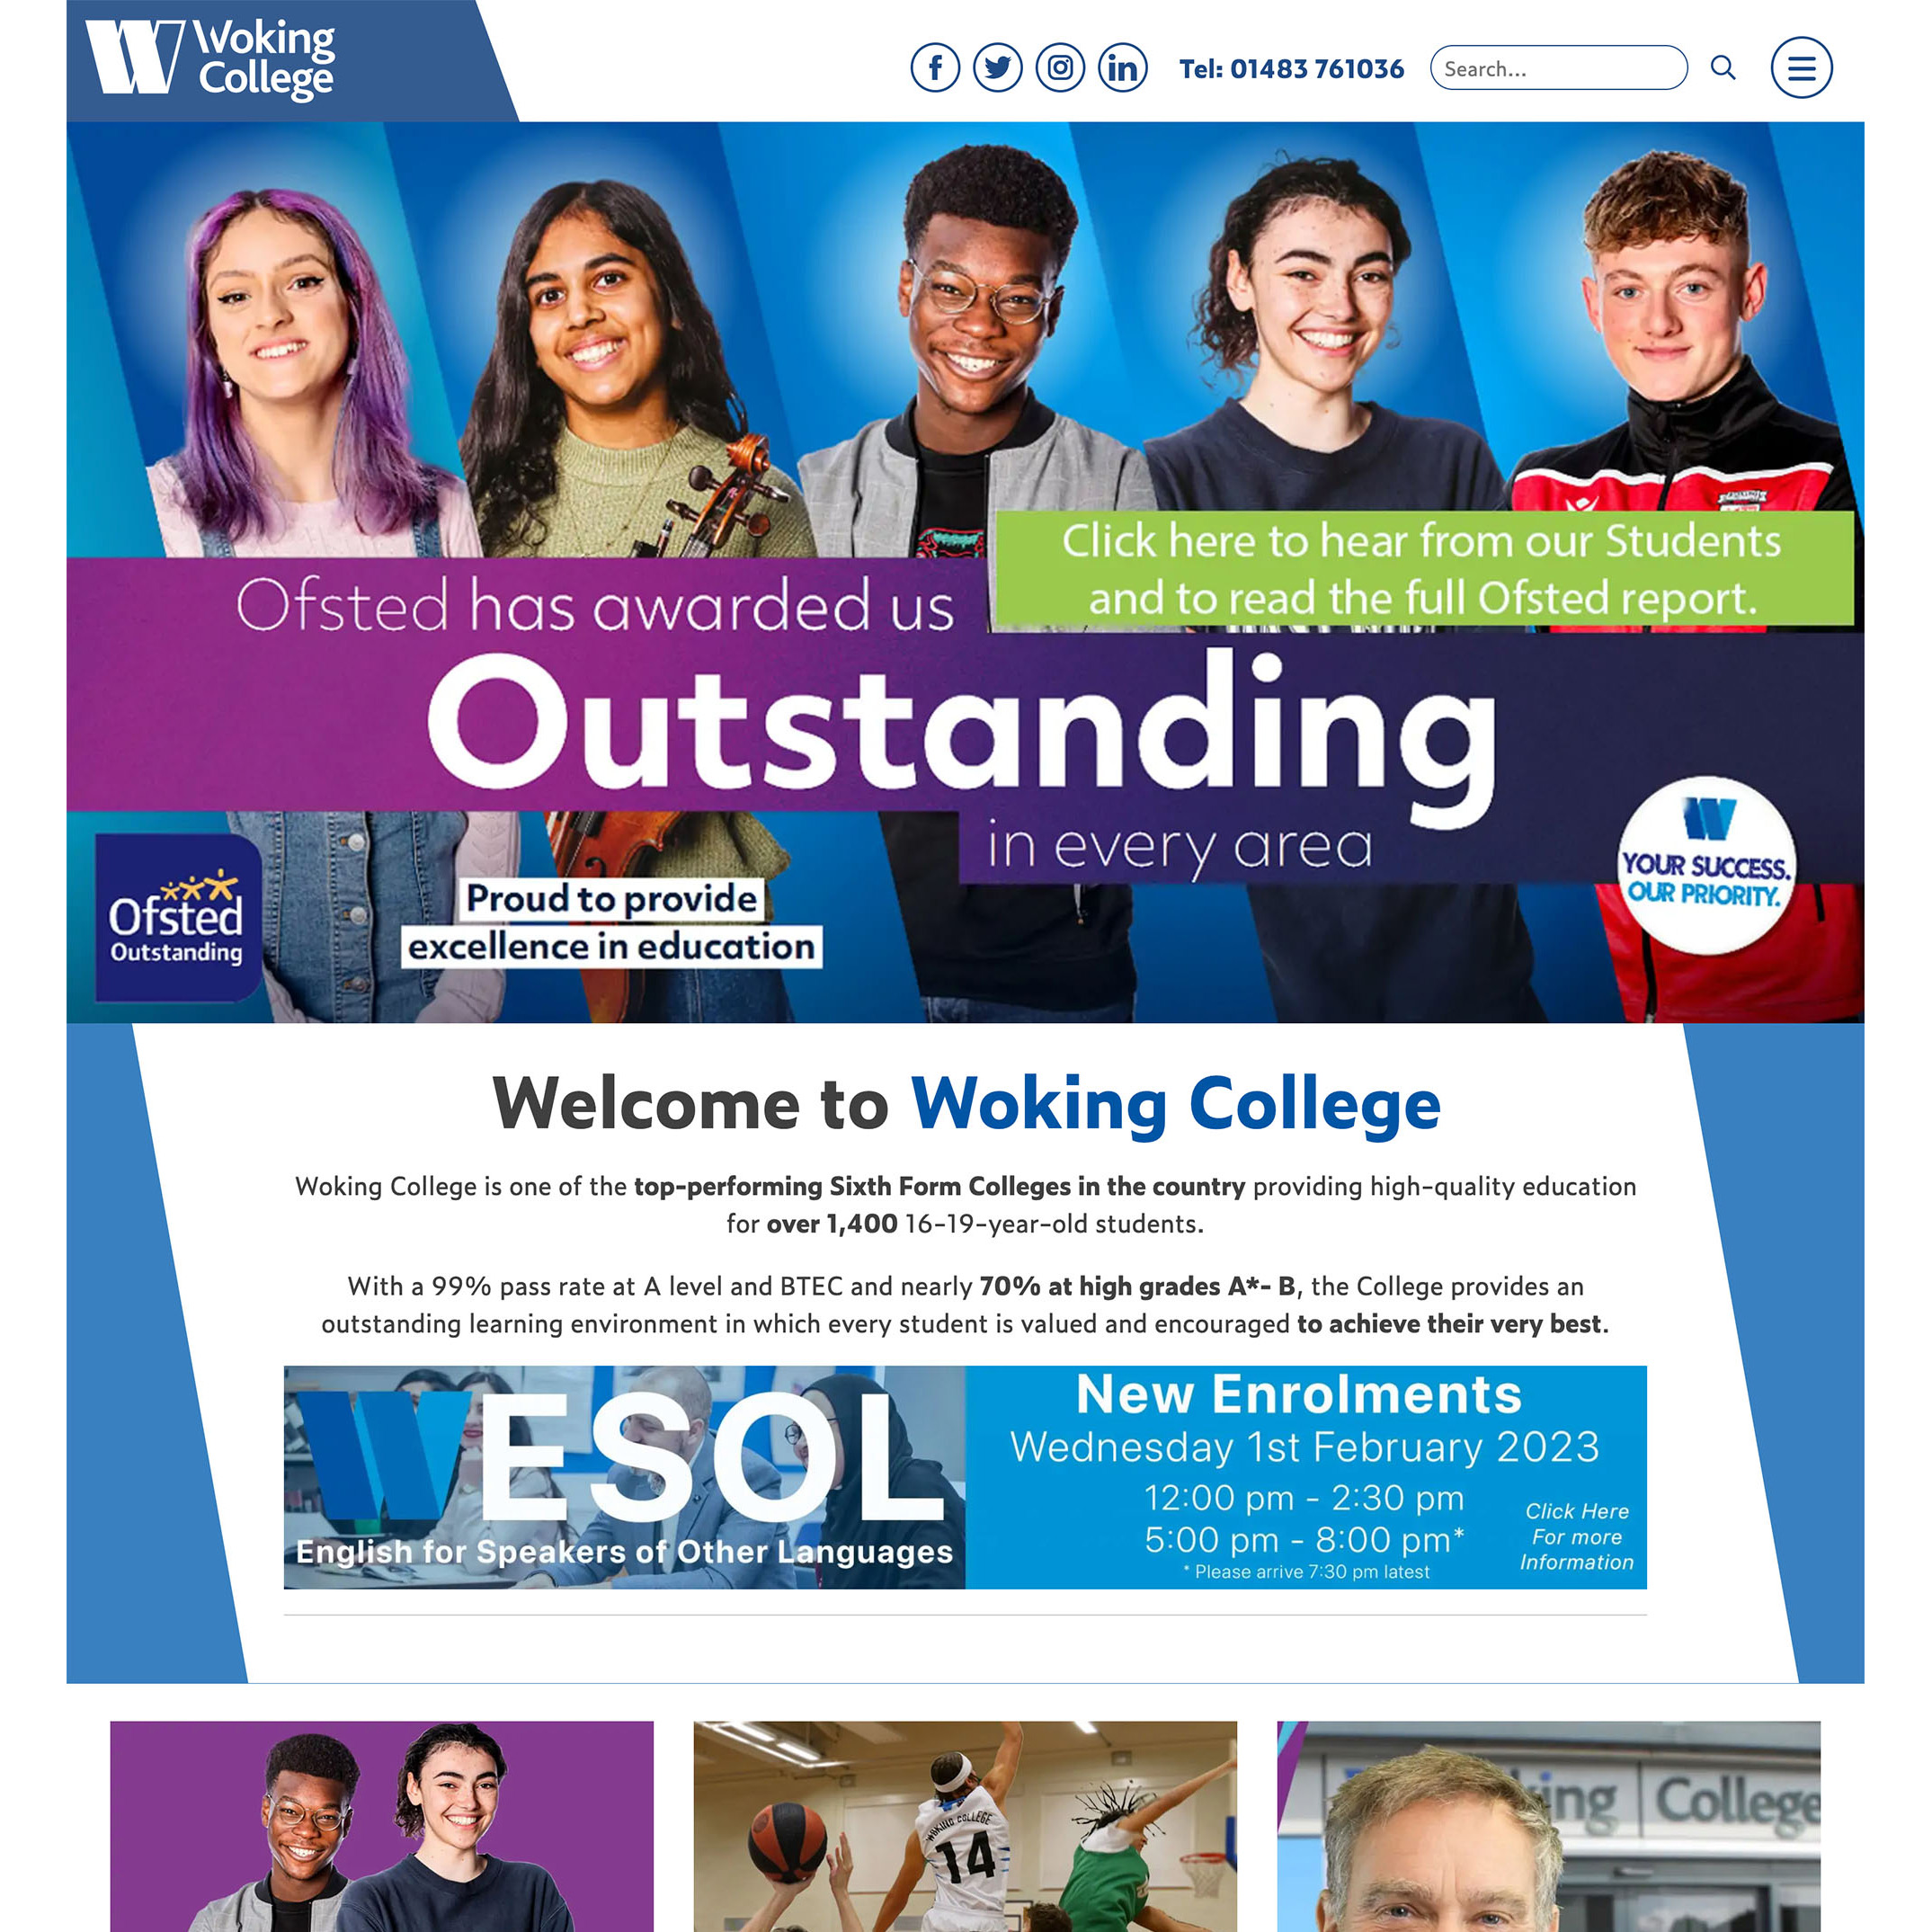 Woking
College
Tel: 01483 761036
Search...
Click here to hear from our Students
and to read the full Ofsted report.
Ofsted has awarded us
Outstanding
in every area
Ofsted
Outstanding
Proud to provide
excellence in education
YOUR SUCCESS.
OUR PRIORITY.
Welcome to Woking College
Woking College is one of the top-performing Sixth Form Colleges in the country providing high-quality education
for over 1,400 16-19-year-old students.
With a 99% pass rate at A level and BTEC and nearly 70% at high grades A*- B, the College provides an
outstanding learning environment in which every student is valued and encouraged to achieve their very best.
WESOL
English for Speakers of Other Languages
New Enrolments
Wednesday 1st February 2023
12:00 pm - 2:30 pm
5:00 pm - 8:00 pm*
* Please arrive 7:30 pm latest
Click Here
For more
Information
WOKING COLLEGE
14
College